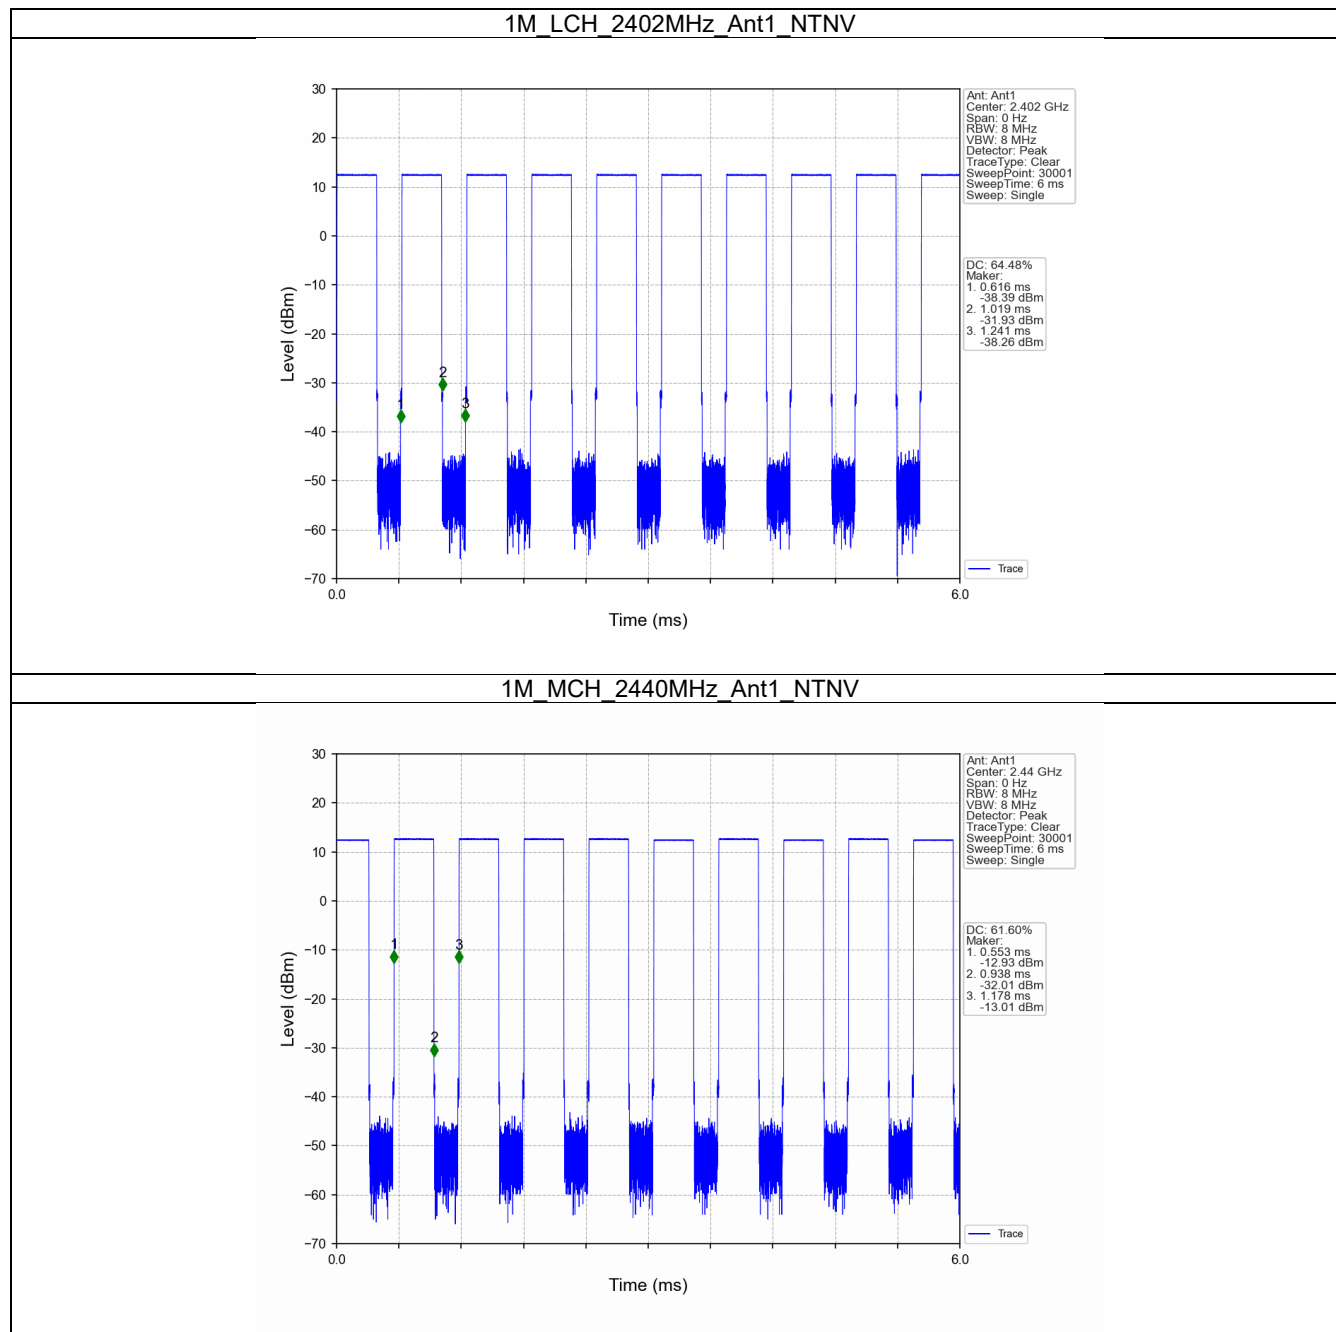 1M_LCH_2402MHz_Ant1_NTNV
30
20
10
0
−10
−20
−30
−40
−50
−60
−70
Level (dBm)
1
2
3
0.0
6.0
Time (ms)
Ant: Ant1
Center: 2.402 GHz
Span: 0 Hz
RBW: 8 MHz
VBW: 8 MHz
Detector: Peak
TraceType: Clear
SweepPoint: 30001
SweepTime: 6 ms
Sweep: Single
DC: 64.48%
Maker:
1. 0.616 ms
-38.39 dBm
2. 1.019 ms
-31.93 dBm
3. 1.241 ms
-38.26 dBm
Trace
1M_MCH_2440MHz_Ant1_NTNV
30
20
10
0
−10
−20
−30
−40
−50
−60
−70
Level (dBm)
1
2
3
0.0
6.0
Time (ms)
Ant: Ant1
Center: 2.44 GHz
Span: 0 Hz
RBW: 8 MHz
VBW: 8 MHz
Detector: Peak
TraceType: Clear
SweepPoint: 30001
SweepTime: 6 ms
Sweep: Single
DC: 61.60%
Maker:
1. 0.553 ms
-12.93 dBm
2. 0.938 ms
-32.01 dBm
3. 1.178 ms
-13.01 dBm
Trace